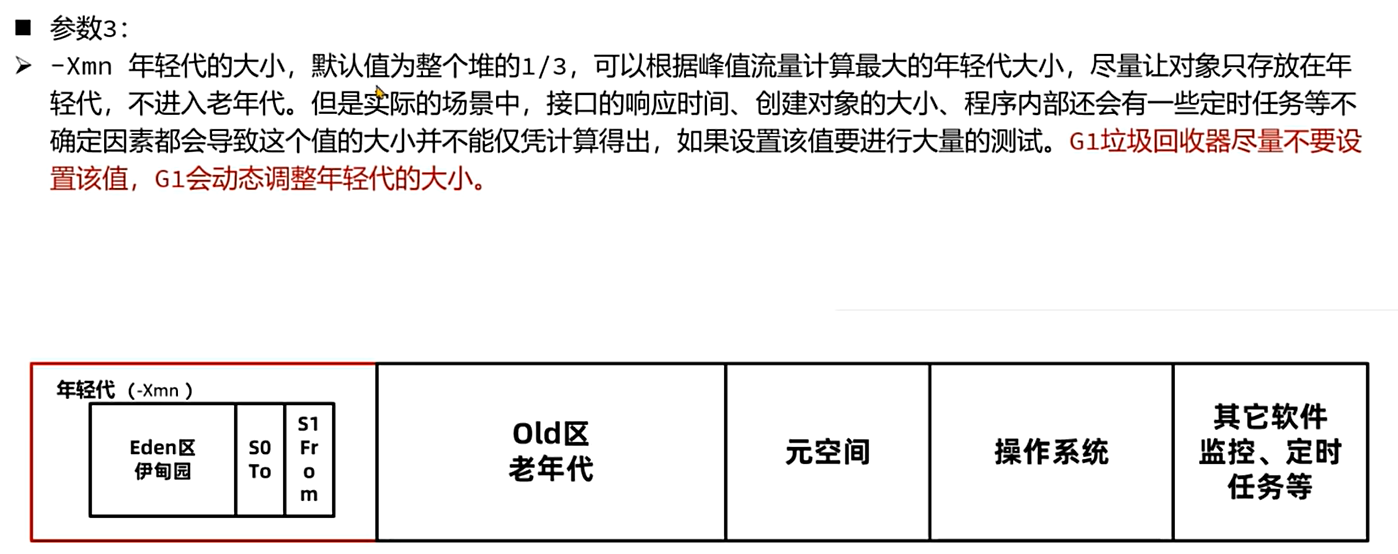 ■ 参数3：
➢ -Xmn 年轻代的大小，默认值为整个堆的1/3，可以根据峰值流量计算最大的年轻代大小，尽量让对象只存放在年
轻代，不进入老年代。但是实际的场景中，接口的响应时间、创建对象的大小、程序内部还会有一些定时任务等不
确定因素都会导致这个值的大小并不能仅凭计算得出，如果设置该值要进行大量的测试。G1垃圾回收器尽量不要设
置该值，G1会动态调整年轻代的大小。
年轻代（-Xmn ）
Eden区
伊甸园
S0
To
S1
Fr
o
m
Old区
老年代
元空间
操作系统
其它软件
监控、定时
任务等